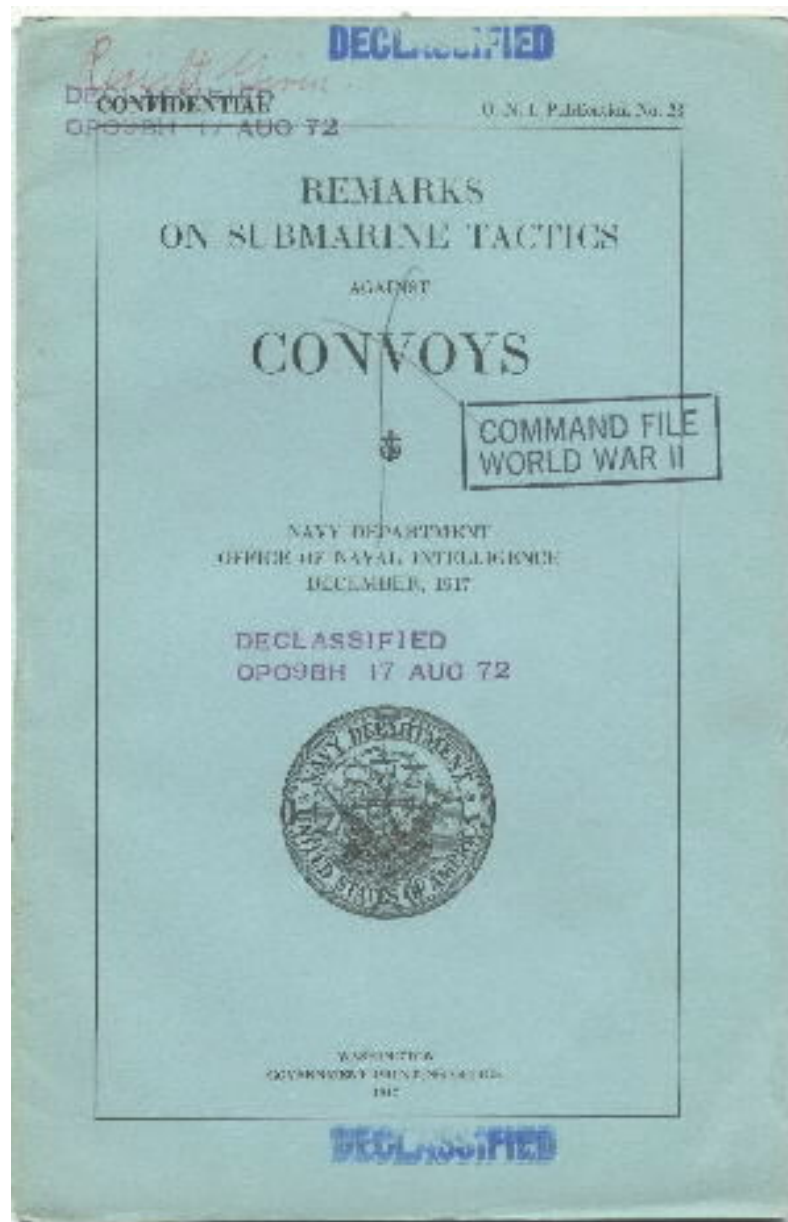 DECLASSIFIED
DECLASSIFIED
CONFIDENTIAL
OPO9BH 17 AUG 72
O. N. I. Publication No. 23
REMARKS
ON SUBMARINE TACTICS
AGAINST
CONVOYS
COMMAND FILE
WORLD WAR II
NAVY DEPARTMENT
OFFICE OF NAVAL INTELLIGENCE
DECEMBER, 1917
DECLASSIFIED
OPO9BH 17 AUG 72
NAVY DEPARTMENT
UNITED STATES OF AMERICA
WASHINGTON
GOVERNMENT PRINTING OFFICE
1917
DECLASSIFIED